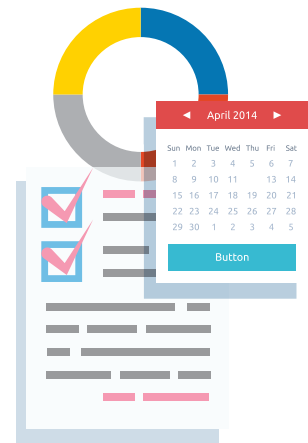 ◀ April 2014 ▶
Sun Mon Tue Wed Thu Fri Sat
1 2 3 4 5 6 7
8 9 10 11 13 14
15 16 17 18 19 20 21
22 23 24 25 26 27 28
29 30 1 2 3 4 5
Button